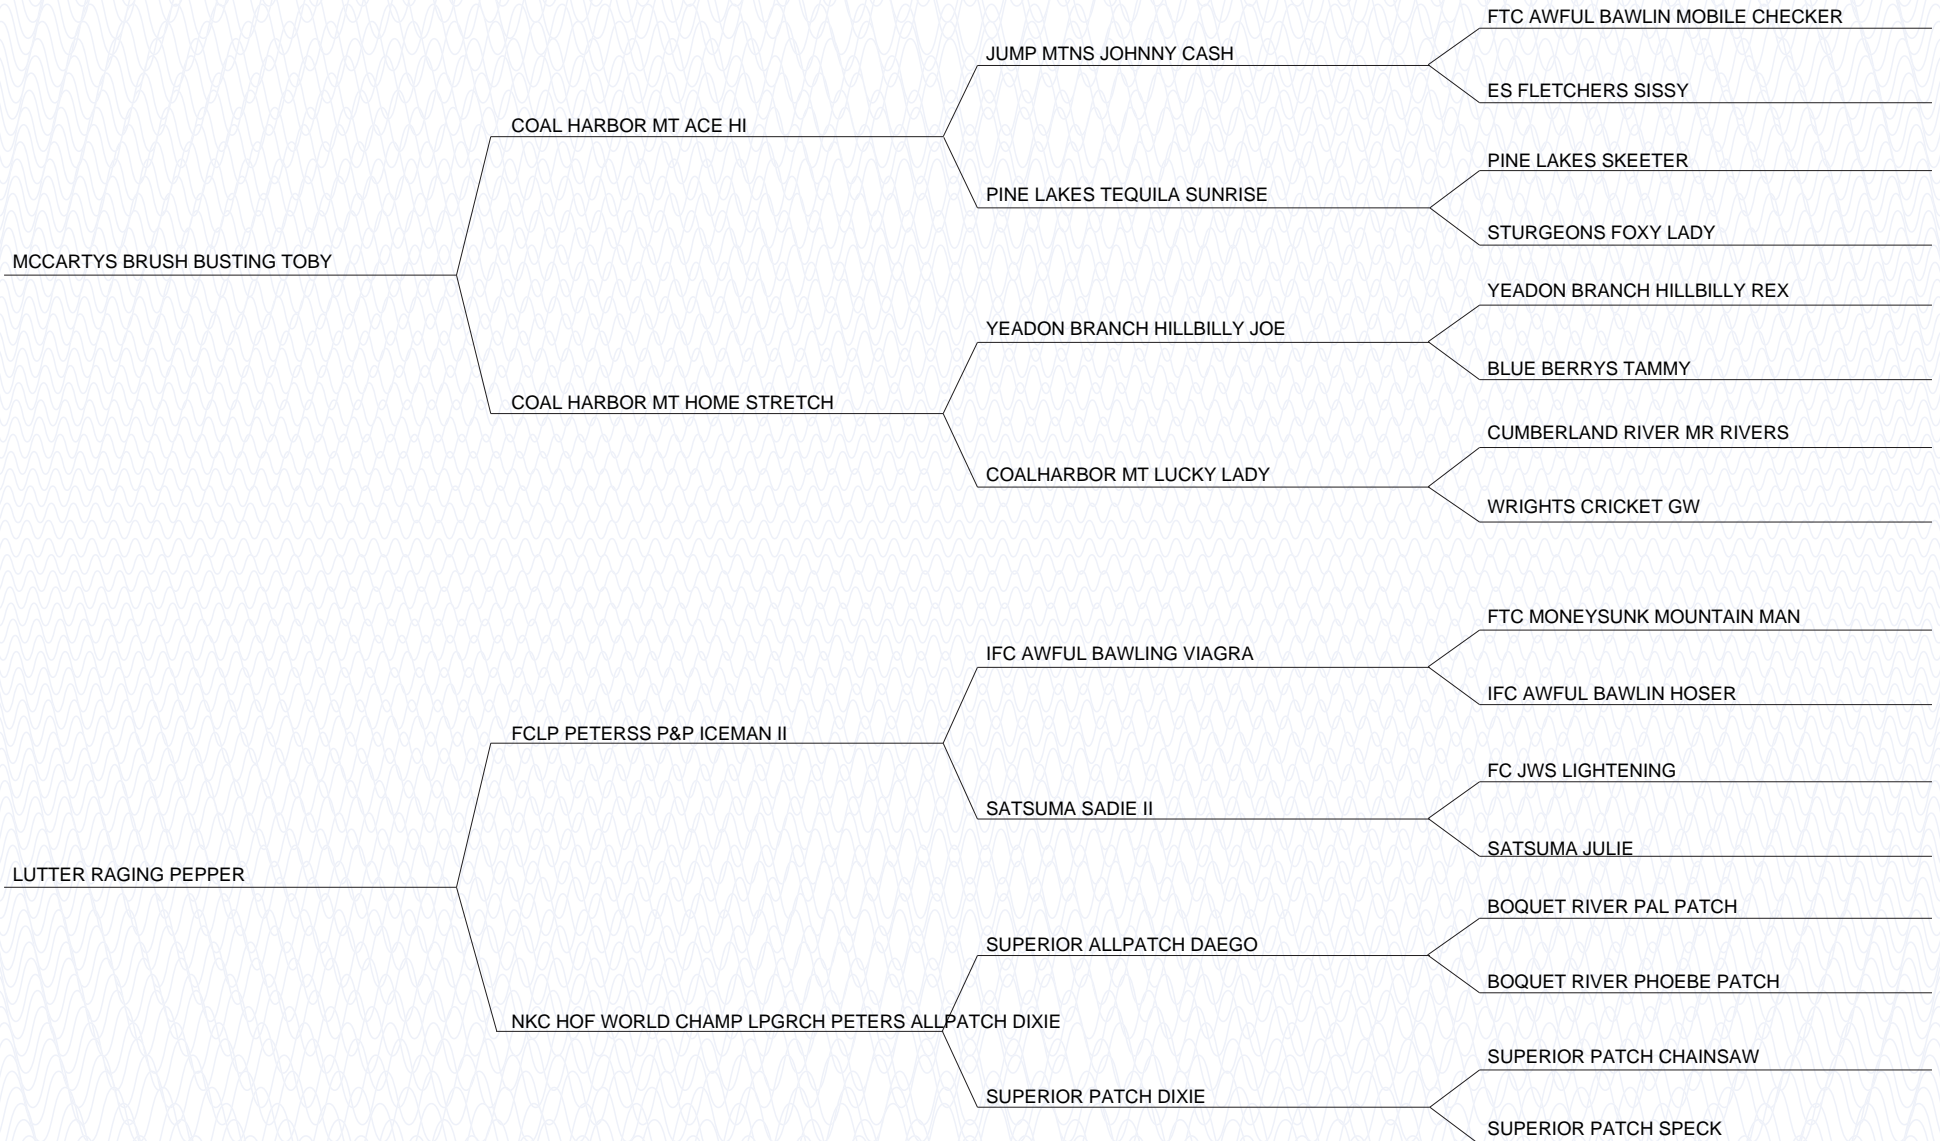 FTC AWFUL BAWLIN MOBILE CHECKER
JUMP MTNS JOHNNY CASH
ES FLETCHERS SISSY
COAL HARBOR MT ACE HI
PINE LAKES SKEETER
PINE LAKES TEQUILA SUNRISE
STURGEONS FOXY LADY
MCCARTYS BRUSH BUSTING TOBY
YEADON BRANCH HILLBILLY REX
YEADON BRANCH HILLBILLY JOE
BLUE BERRYS TAMMY
COAL HARBOR MT HOME STRETCH
CUMBERLAND RIVER MR RIVERS
COALHARBOR MT LUCKY LADY
WRIGHTS CRICKET GW
FTC MONEYSUNK MOUNTAIN MAN
IFC AWFUL BAWLING VIAGRA
IFC AWFUL BAWLIN HOSER
FCLP PETERSS P&P ICEMAN II
FC JWS LIGHTENING
SATSUMA SADIE II
SATSUMA JULIE
LUTTER RAGING PEPPER
BOQUET RIVER PAL PATCH
SUPERIOR ALLPATCH DAEGO
BOQUET RIVER PHOEBE PATCH
NKC HOF WORLD CHAMP LPGRCH PETERS ALLPATCH DIXIE
SUPERIOR PATCH CHAINSAW
SUPERIOR PATCH DIXIE
SUPERIOR PATCH SPECK